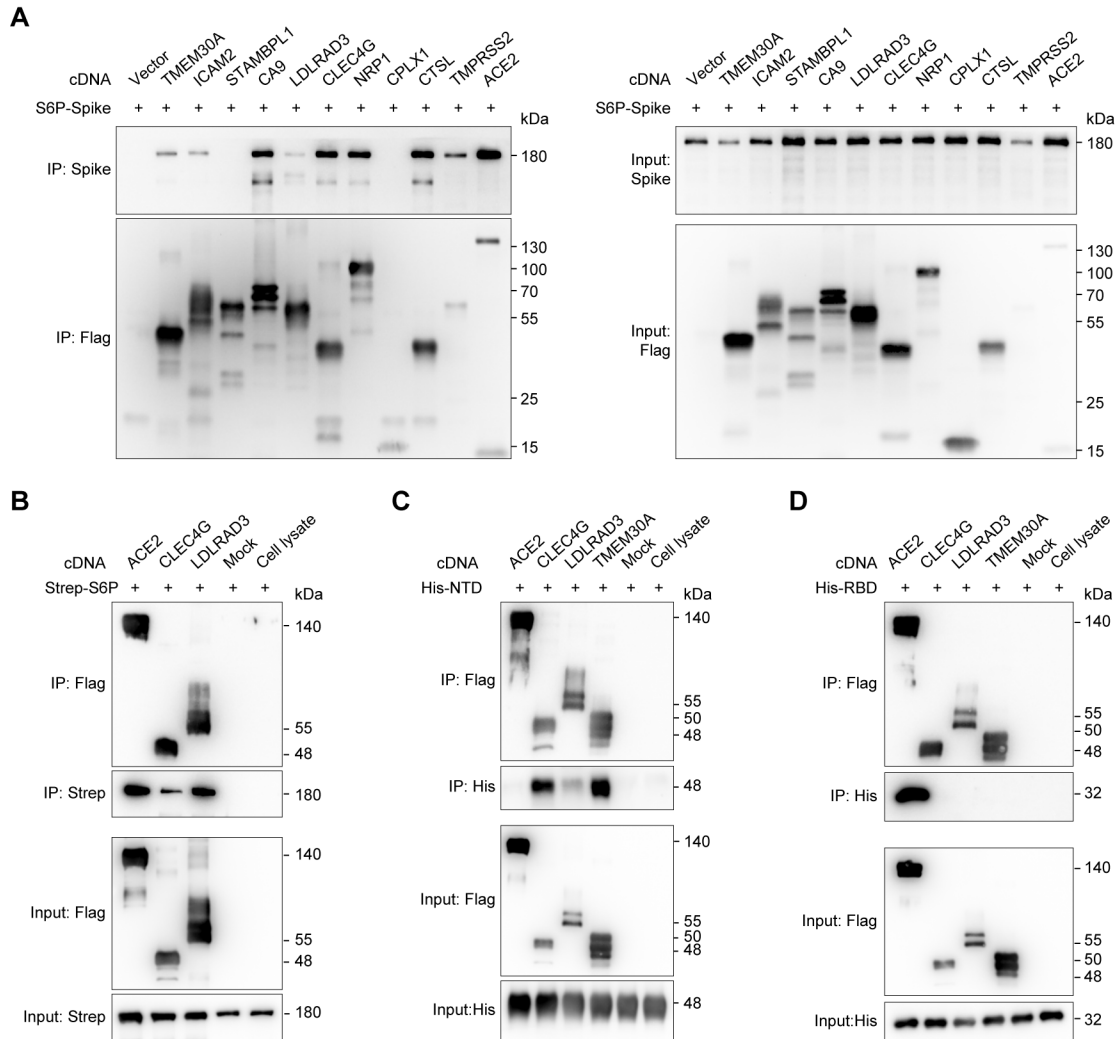 A
cDNA Vector TMEM30A ICAM2 STAMBPL1 CA9 LDLRAD3 CLEC4G NRP1 CPLX1 CTSL TMPRSS2 ACE2
S6P-Spike + + + + + + + + + + + +
kDa
IP: Spike
180
IP: Flag
130
100
70
55
25
15
cDNA Vector TMEM30A ICAM2 STAMBPL1 CA9 LDLRAD3 CLEC4G NRP1 CPLX1 CTSL TMPRSS2 ACE2
S6P-Spike + + + + + + + + + + + +
kDa
Input:
Spike
180
Input:
Flag
130
100
70
55
25
15
B
cDNA ACE2 CLEC4G LDLRAD3 Mock Cell lysate
Strep-S6P + + + + +
kDa
IP: Flag
140
55
48
IP: Strep
180
Input: Flag
140
55
48
Input: Strep
180
C
cDNA ACE2 CLEC4G LDLRAD3 TMEM30A Mock Cell lysate
His-NTD + + + + + +
kDa
IP: Flag
140
55
50
48
IP: His
48
Input: Flag
140
55
50
48
Input:His
48
D
cDNA ACE2 CLEC4G LDLRAD3 TMEM30A Mock Cell lysate
His-RBD + + + + + +
kDa
IP: Flag
140
55
50
48
IP: His
32
Input: Flag
140
55
50
48
Input:His
32